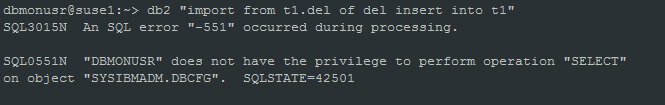 dbmonusr@suse1:~> db2 "import from t1.del of del insert into t1"
SQL3015N  An SQL error "-551" occurred during processing.
SQL0551N  "DBMONUSR" does not have the privilege to perform operation "SELECT"
on object "SYSIBMADM.DBCFG".  SQLSTATE=42501